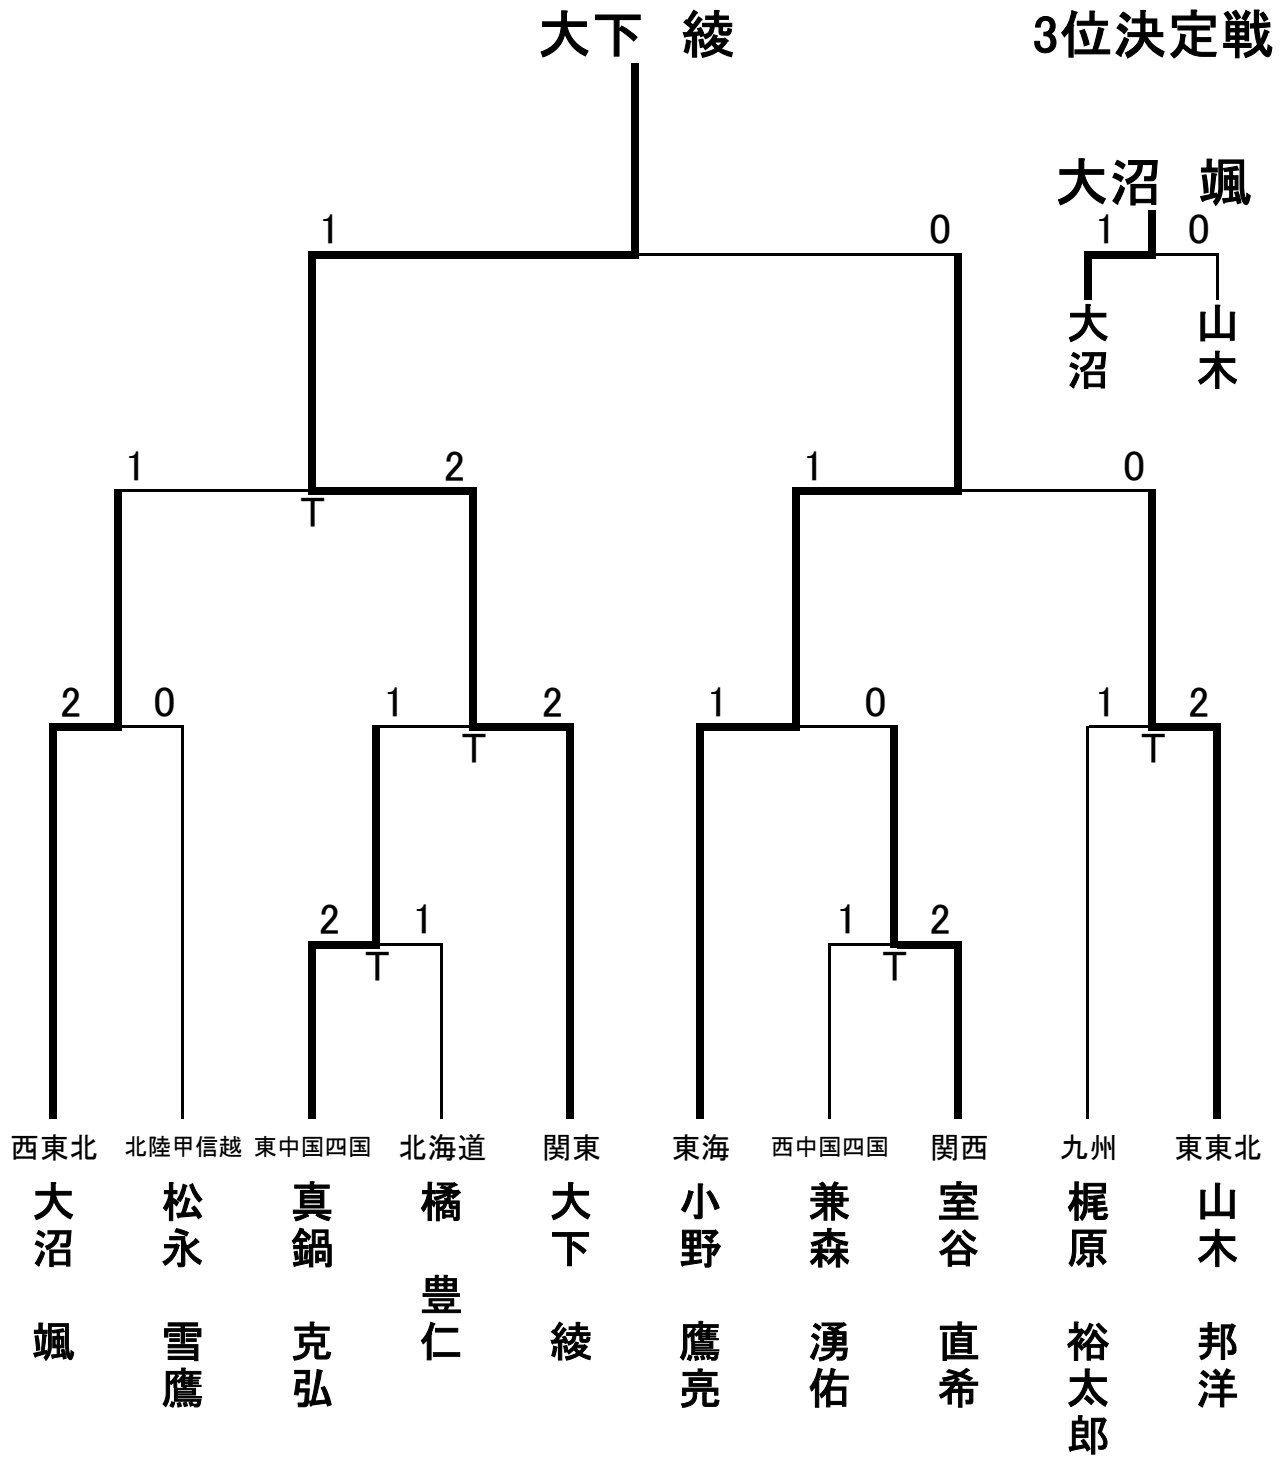 大下　綾
3位決定戦
大沼　颯
1 0
1 0
大沼
山木
1 2 1 0
T
2 0 1 2 1 0 1 2
T T
2 1 1 2
T T
西東北 北陸甲信越 東中国四国 北海道 関東 東海 西中国四国 関西 九州 東東北
大沼　颯
松永　雪鷹
真鍋　克弘
橘　豊仁
大下　綾
小野　鷹亮
兼森　湧佑
室谷　直希
梶原　裕太郎
山木　邦洋